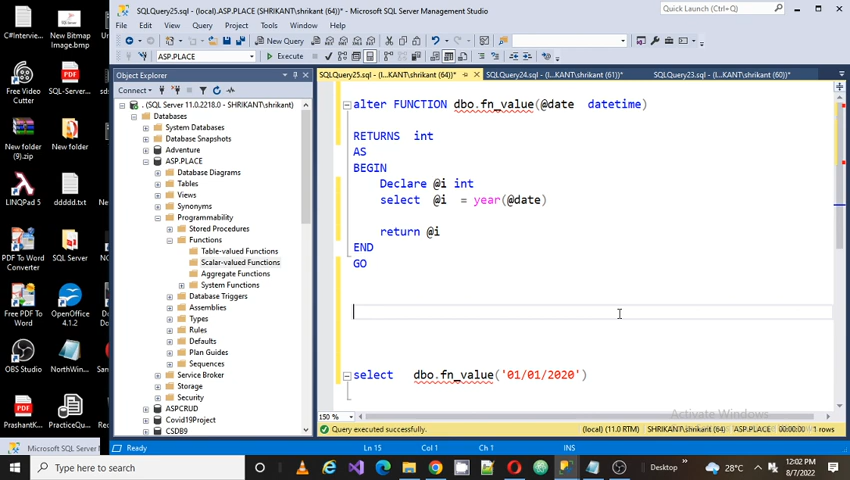 SQLQuery25.sql - (local).ASP.PLACE (SHRIKANT\shrikant (64))* - Microsoft SQL Server Management Studio
Quick Launch (Ctrl+Q)
File Edit View Query Project Tools Window Help
New Query
ASP.PLACE
Execute
Object Explorer
Connect
. (SQL Server 11.0.2218.0 - SHRIKANT\shrikant)
Databases
System Databases
Database Snapshots
Adventure
ASP.PLACE
Database Diagrams
Tables
Views
Synonyms
Programmability
Stored Procedures
Functions
Table-valued Functions
Scalar-valued Functions
Aggregate Functions
System Functions
Database Triggers
Assemblies
Types
Rules
Defaults
Plan Guides
Sequences
Service Broker
Storage
Security
ASPCRUD
Covid19Project
CSDB9
SQLQuery25.sql - (l...KANT\shrikant (64))*
SQLQuery24.sql - (l...KANT\shrikant (61))*
SQLQuery23.sql - (l...KANT\shrikant (60))*
alter FUNCTION dbo.fn_value(@date datetime)
RETURNS int
AS
BEGIN
Declare @i int
select @i = year(@date)
return @i
END
GO
select dbo.fn_value('01/01/2020')
150 %
Activate Windows
Query executed successfully.
(local) (11.0 RTM)
SHRIKANT\shrikant (64)
ASP.PLACE
00:00:00
1 rows
Ready
Ln 15
Col 1
Ch 1
INS
C#Intervie...
New Bitmap Image.bmp
Free Video Cutter
SQL-Server-...
New folder (9).zip
New folder
LINQPad 5
ddddd.txt
SQL Server
Free PDF To Word
OpenOffice 4.1.2
OBS Studio
NorthWin...
PrashantK...
PracticeQu...
Microsoft SQL Server
Type here to search
Desktop
28°C
12:02 PM
8/7/2022